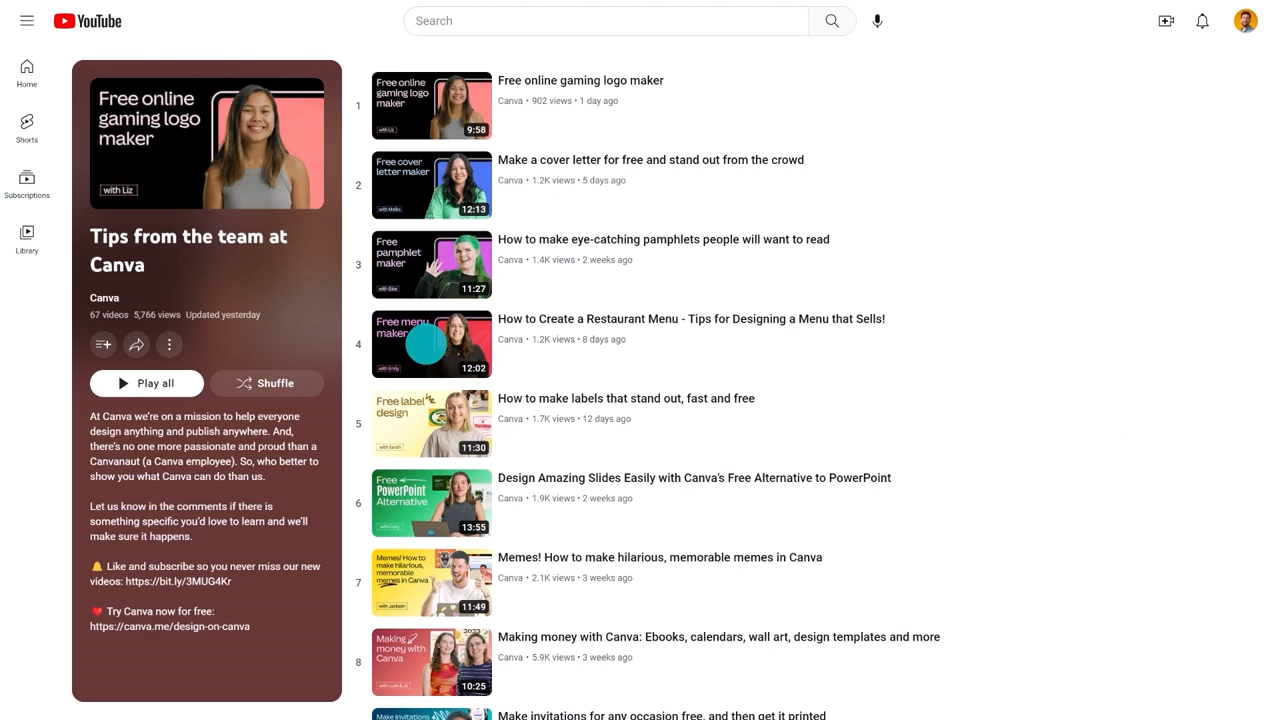 YouTube
Search
Home
Shorts
Subscriptions
Library
Free online
gaming logo
maker
with Liz
Tips from the team at
Canva
Canva
67 videos 5,766 views Updated yesterday
Play all
Shuffle
At Canva we're on a mission to help everyone
design anything and publish anywhere. And,
there's no one more passionate and proud than a
Canvanaut (a Canva employee). So, who better to
show you what Canva can do than us.
Let us know in the comments if there is
something specific you'd love to learn and we'll
make sure it happens.
🔔 Like and subscribe so you never miss our new
videos: https://bit.ly/3MUG4Kr
❤️ Try Canva now for free:
https://canva.me/design-on-canva
1
Free online
gaming logo
maker
with Liz
9:58
Free online gaming logo maker
Canva • 902 views • 1 day ago
2
Free cover
letter maker
12:13
Make a cover letter for free and stand out from the crowd
Canva • 1.2K views • 5 days ago
3
Free
pamphlet
maker
11:27
How to make eye-catching pamphlets people will want to read
Canva • 1.4K views • 2 weeks ago
4
Free menu
maker
with Emily
12:02
How to Create a Restaurant Menu - Tips for Designing a Menu that Sells!
Canva • 1.2K views • 8 days ago
5
Free label
design
with Sarah
11:30
How to make labels that stand out, fast and free
Canva • 1.7K views • 12 days ago
6
Free
PowerPoint
Alternative
13:55
Design Amazing Slides Easily with Canva's Free Alternative to PowerPoint
Canva • 1.9K views • 2 weeks ago
7
Memes! How to
make hilarious,
memorable
memes in Canva
with Jackson
11:49
Memes! How to make hilarious, memorable memes in Canva
Canva • 2.1K views • 3 weeks ago
8
Making
money with
Canva
10:25
Making money with Canva: Ebooks, calendars, wall art, design templates and more
Canva • 5.9K views • 3 weeks ago
Make invitations
Make invitations for any occasion free, and then get it printed